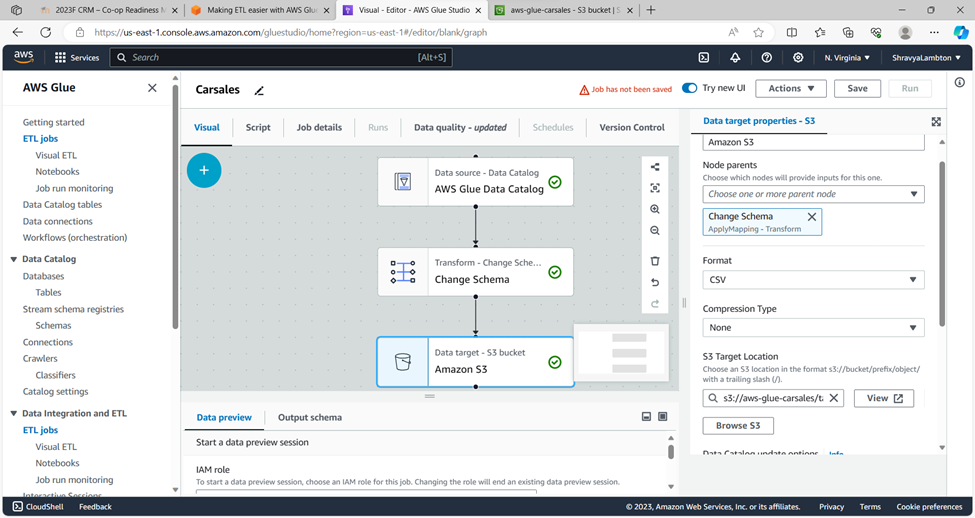 2023F CRM – Co-op Readiness M
Making ETL easier with AWS Glue
Visual - Editor - AWS Glue Studio
aws-glue-carsales - S3 bucket | S
https://us-east-1.console.aws.amazon.com/gluestudio/home?region=us-east-1#/editor/blank/graph
aws
Services
Search
[Alt+S]
N. Virginia
ShravyaLambton
AWS Glue
Getting started
ETL jobs
Visual ETL
Notebooks
Job run monitoring
Data Catalog tables
Data connections
Workflows (orchestration)
Data Catalog
Databases
Tables
Stream schema registries
Schemas
Connections
Crawlers
Classifiers
Catalog settings
Data Integration and ETL
ETL jobs
Visual ETL
Notebooks
Job run monitoring
Interactive Sessions
Carsales
Job has not been saved
Try new UI
Actions
Save
Run
Visual
Script
Job details
Runs
Data quality - updated
Schedules
Version Control
Data source - Data Catalog
AWS Glue Data Catalog
Transform - Change Sche...
Change Schema
Data target - S3 bucket
Amazon S3
Data preview
Output schema
Start a data preview session
IAM role
To start a data preview session, choose an IAM role for this job. Changing the role will end an existing data preview session.
Data target properties - S3
Amazon S3
Node parents
Choose which nodes will provide inputs for this one.
Choose one or more parent node
Change Schema
ApplyMapping - Transform
Format
CSV
Compression Type
None
S3 Target Location
Choose an S3 location in the format s3://bucket/prefix/object/
with a trailing slash (/).
s3://aws-glue-carsales/ta
View
Browse S3
Data Catalog update options
Info
CloudShell
Feedback
© 2023, Amazon Web Services, Inc. or its affiliates.
Privacy
Terms
Cookie preferences